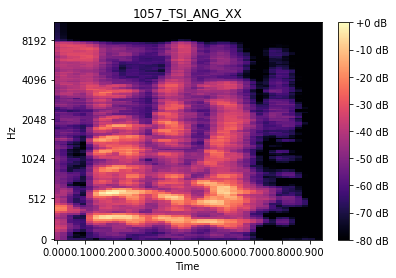 1057_TSI_ANG_XX
+0 dB
8192
-10 dB
4096
-20 dB
-30 dB
2048
Hz
-40 dB
1024
-50 dB
-60 dB
512
-70 dB
0
-80 dB
0.0000.1000.2000.3000.4000.5000.6000.7000.8000.900
Time